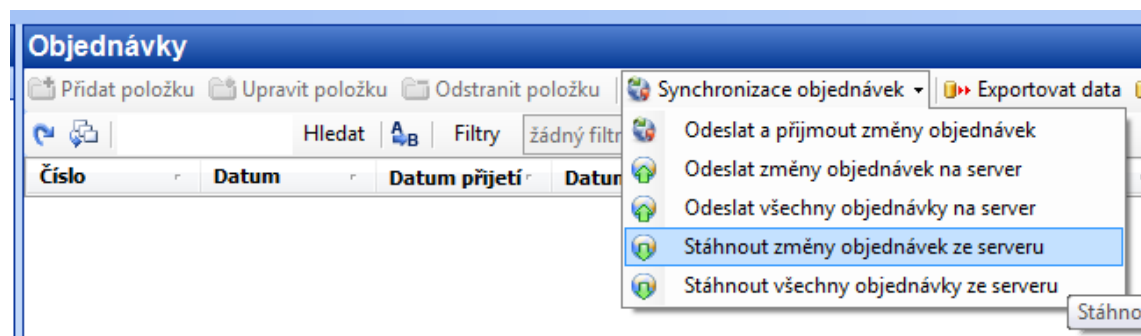 Objednávky
Přidat položku Upravit položku Odstranit položku Synchronizace objednávek Exportovat data
Hledat Filtry žádný filtr
Číslo Datum Datum přijetí
Odeslat a přijmout změny objednávek
Odeslat změny objednávek na server
Odeslat všechny objednávky na server
Stáhnout změny objednávek ze serveru
Stáhnout všechny objednávky ze serveru